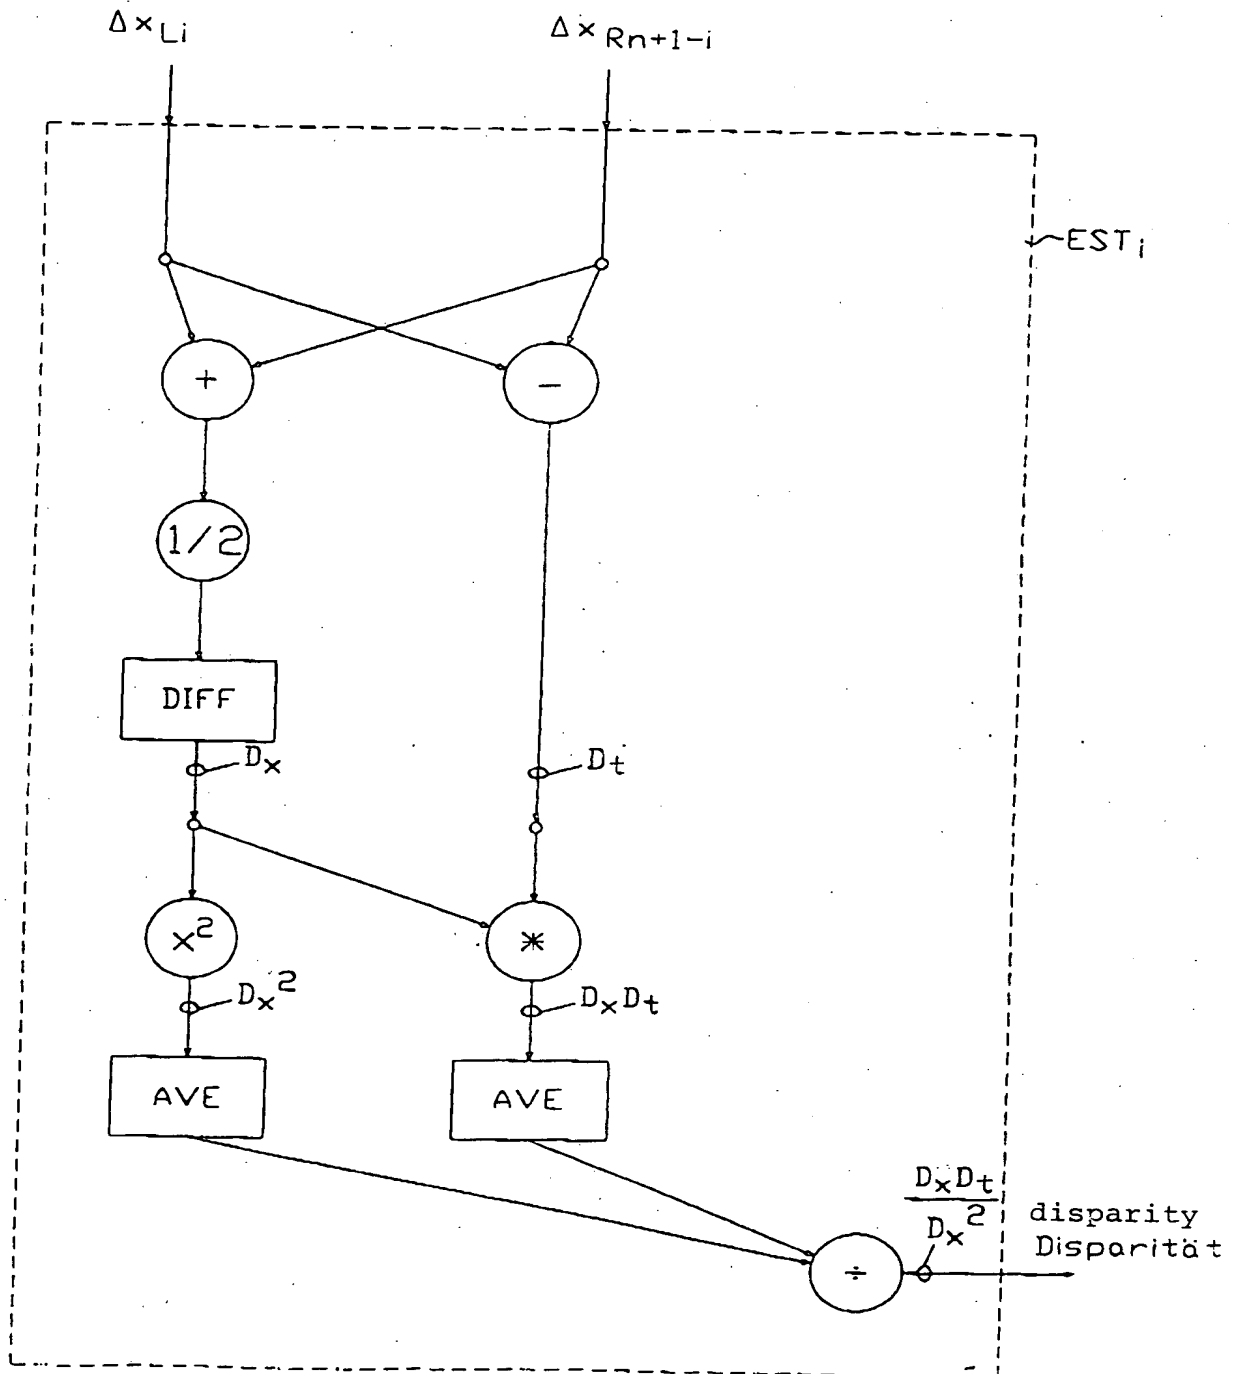 Δx_Li
Δx_Rn+1-i
EST_i
+
−
1/2
DIFF
D_x
D_t
x²
*
D_x²
D_xD_t
AVE
AVE
D_xD_t
D_x²
÷
disparity
Disparität